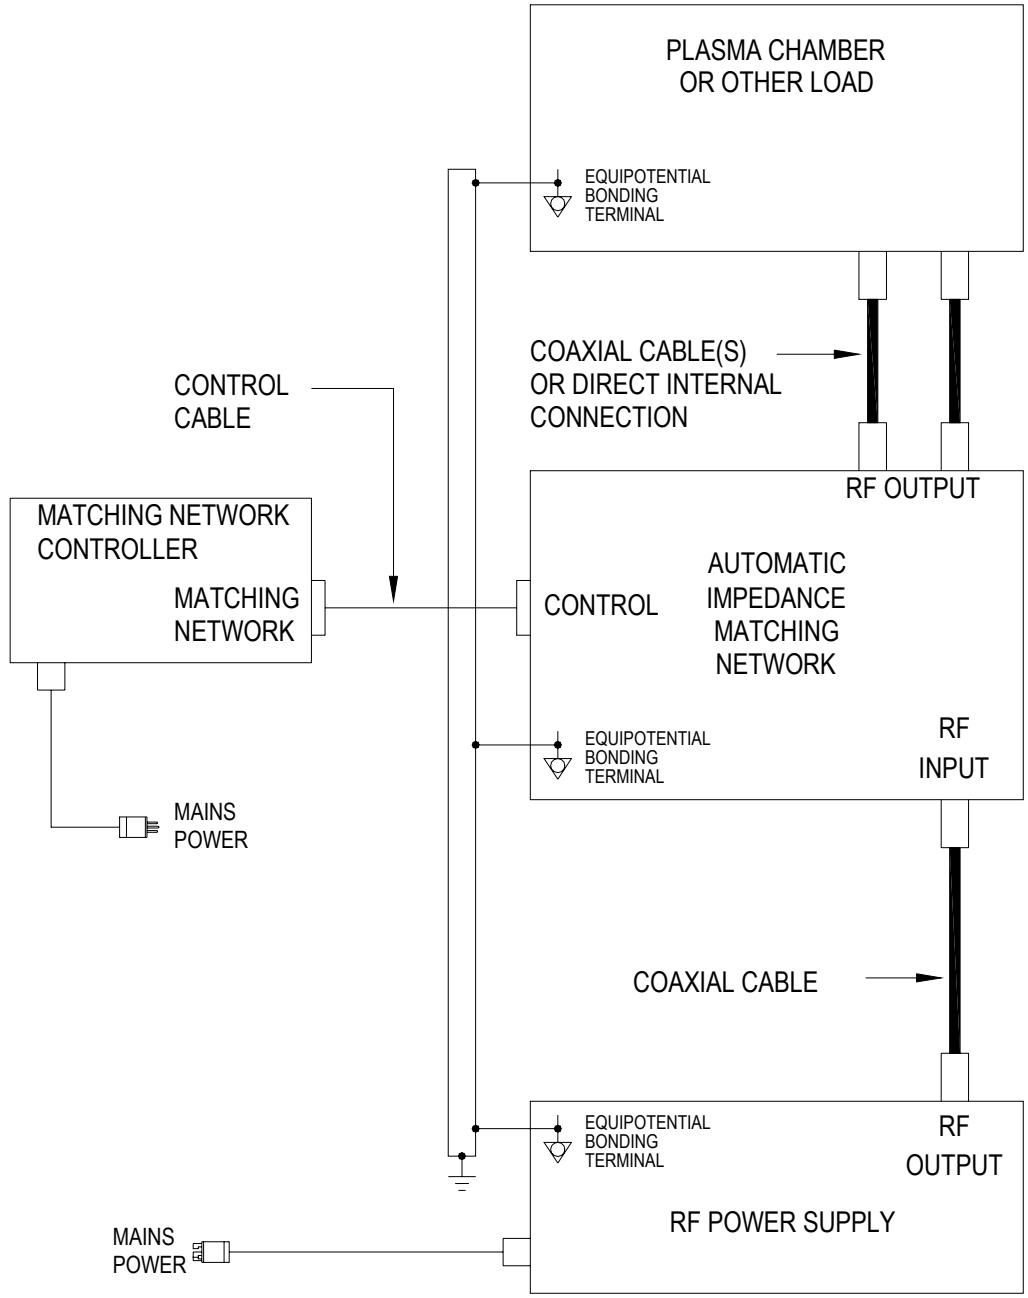 PLASMA CHAMBER
OR OTHER LOAD
EQUIPOTENTIAL
BONDING
TERMINAL
COAXIAL CABLE(S)
OR DIRECT INTERNAL
CONNECTION
CONTROL
CABLE
RF OUTPUT
MATCHING NETWORK
CONTROLLER
MATCHING
NETWORK
CONTROL
AUTOMATIC
IMPEDANCE
MATCHING
NETWORK
EQUIPOTENTIAL
BONDING
TERMINAL
RF
INPUT
MAINS
POWER
COAXIAL CABLE
EQUIPOTENTIAL
BONDING
TERMINAL
RF
OUTPUT
RF POWER SUPPLY
MAINS
POWER